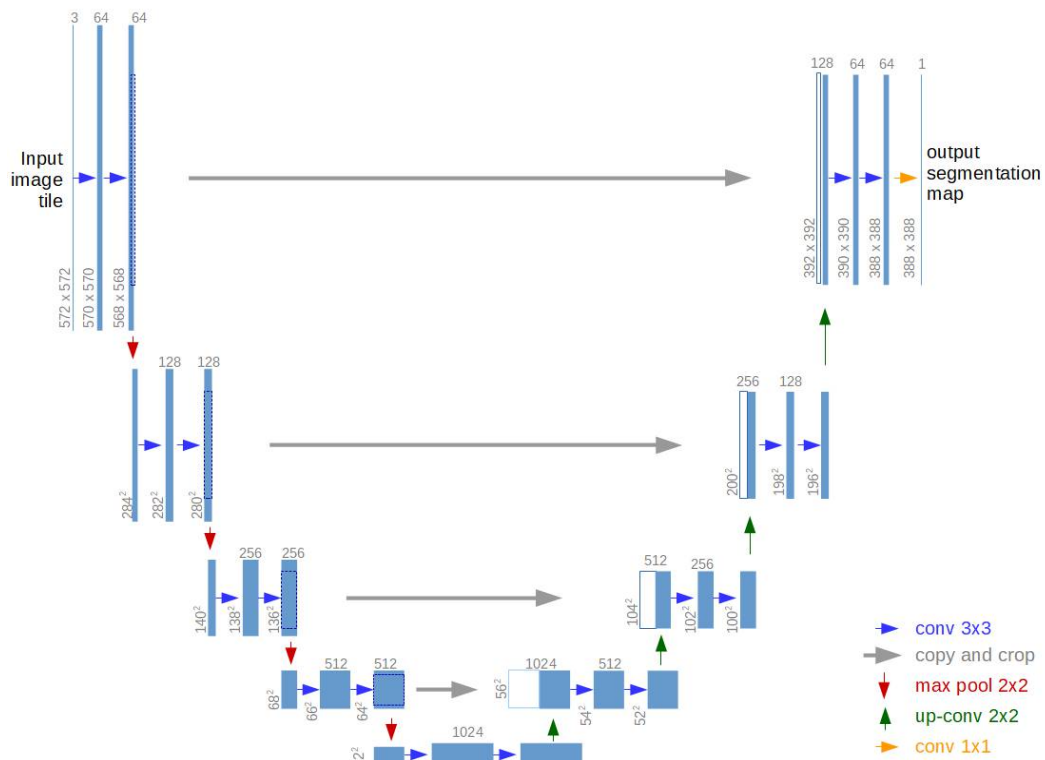 3 64 64
128 64 64 1
Input
image
tile
output
segmentation
map
572 x 572
570 x 570
568 x 568
392 x 392
390 x 390
388 x 388
388 x 388
128 128
256 128
284²
282²
280²
200²
198²
196²
256 256
512 256
140²
138²
136²
104²
102²
100²
512 512
1024 512
68²
66²
64²
56²
54²
52²
1024
2²
conv 3x3
copy and crop
max pool 2x2
up-conv 2x2
conv 1x1